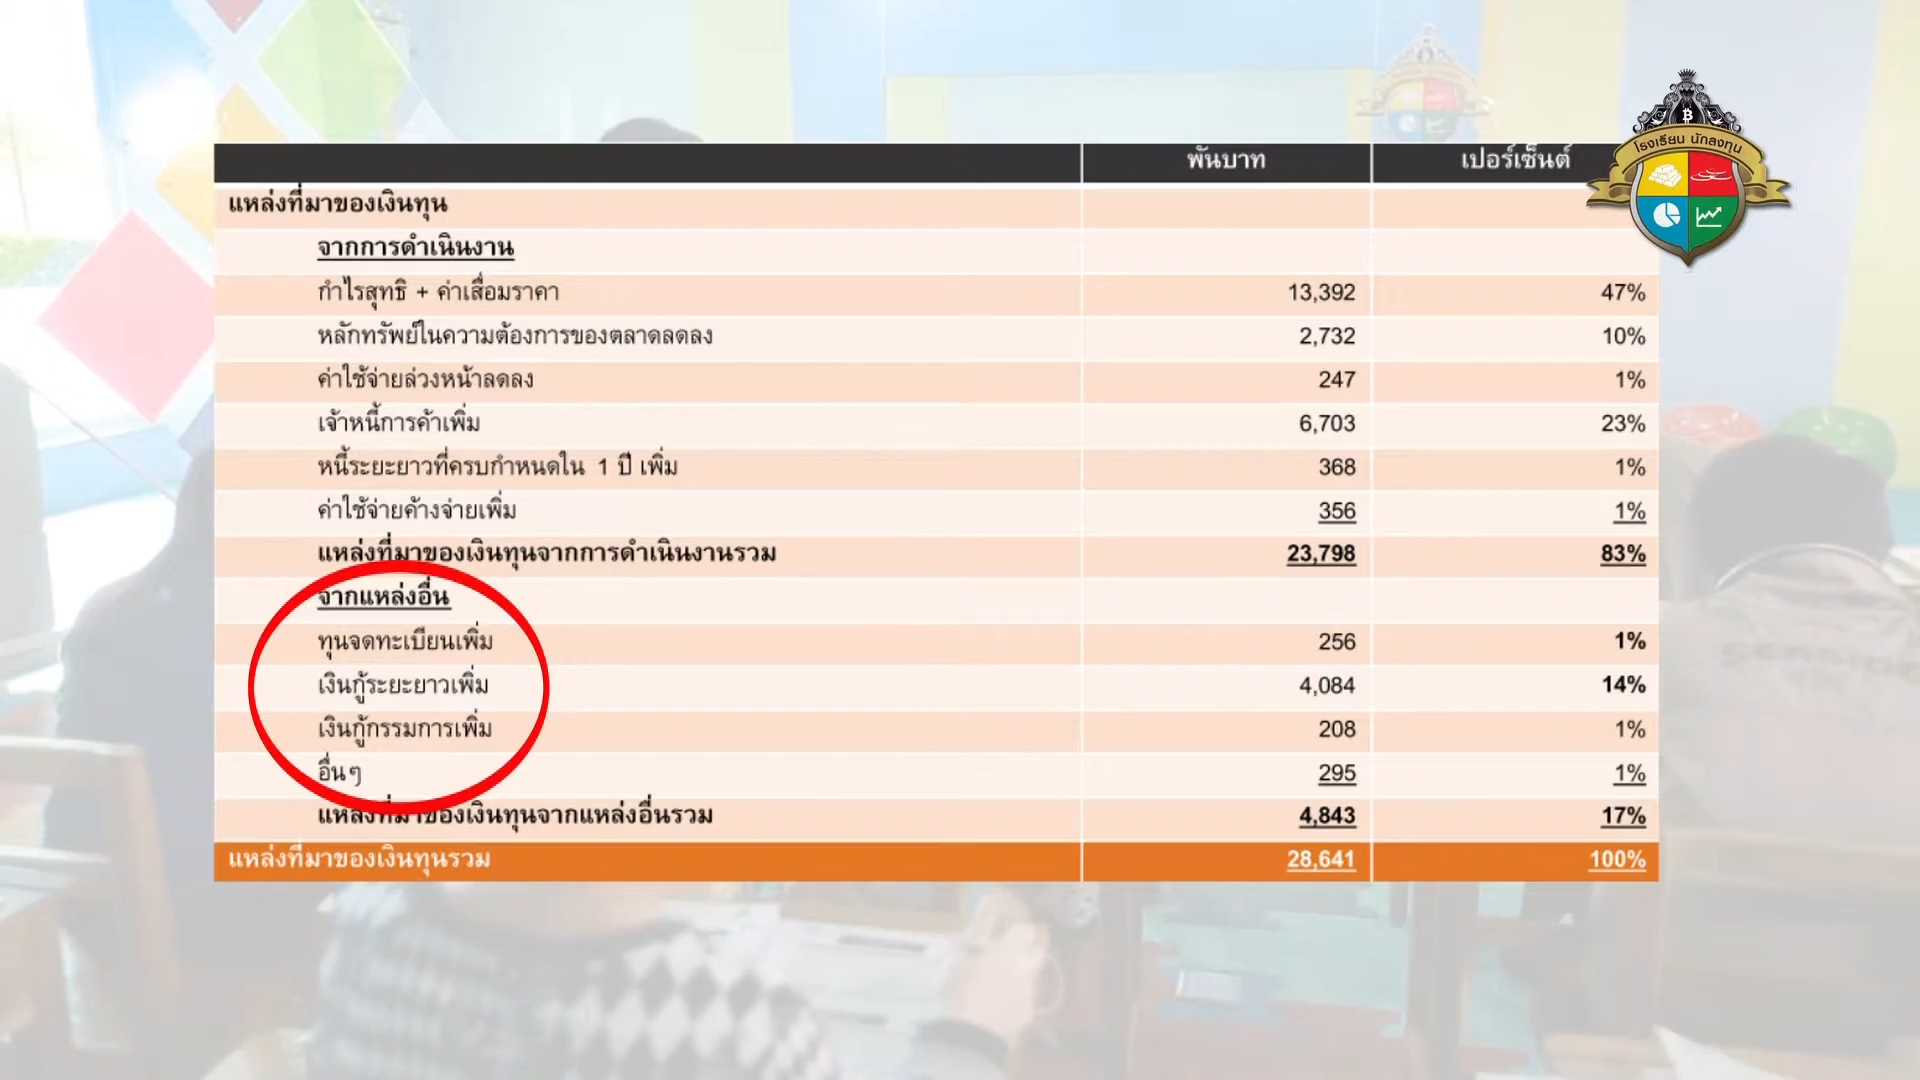 พันบาท เปอร์เซ็นต์
โรงเรียน นักลงทุน
แหล่งที่มาของเงินทุน
จากการดำเนินงาน
กำไรสุทธิ + ค่าเสื่อมราคา 13,392 47%
หลักทรัพย์ในความต้องการของตลาดลดลง 2,732 10%
ค่าใช้จ่ายล่วงหน้าลดลง 247 1%
เจ้าหนี้การค้าเพิ่ม 6,703 23%
หนี้ระยะยาวที่ครบกำหนดใน 1 ปี เพิ่ม 368 1%
ค่าใช้จ่ายค้างจ่ายเพิ่ม 356 1%
แหล่งที่มาของเงินทุนจากการดำเนินงานรวม 23,798 83%
จากแหล่งอื่น
ทุนจดทะเบียนเพิ่ม 256 1%
เงินกู้ระยะยาวเพิ่ม 4,084 14%
เงินกู้กรรมการเพิ่ม 208 1%
อื่นๆ 295 1%
แหล่งที่มาของเงินทุนจากแหล่งอื่นรวม 4,843 17%
แหล่งที่มาของเงินทุนรวม 28,641 100%